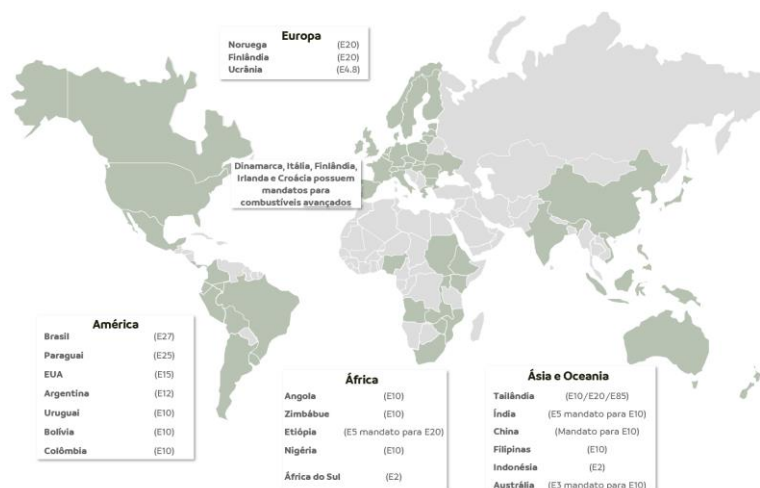 Europa
Noruega (E20)
Finlândia (E20)
Ucrânia (E4.8)
Dinamarca, Itália, Finlândia,
Irlanda e Croácia possuem
mandatos para
combustíveis avançados
América
Brasil (E27)
Paraguai (E25)
EUA (E15)
Argentina (E12)
Uruguai (E10)
Bolívia (E10)
Colômbia (E10)
África
Angola (E10)
Zimbábue (E10)
Etiópia (E5 mandato para E20)
Nigéria (E10)
África do Sul (E2)
Ásia e Oceania
Tailândia (E10/E20/E85)
Índia (E5 mandato para E10)
China (Mandato para E10)
Filipinas (E10)
Indonésia (E2)
Austrália (E3 mandato para E10)